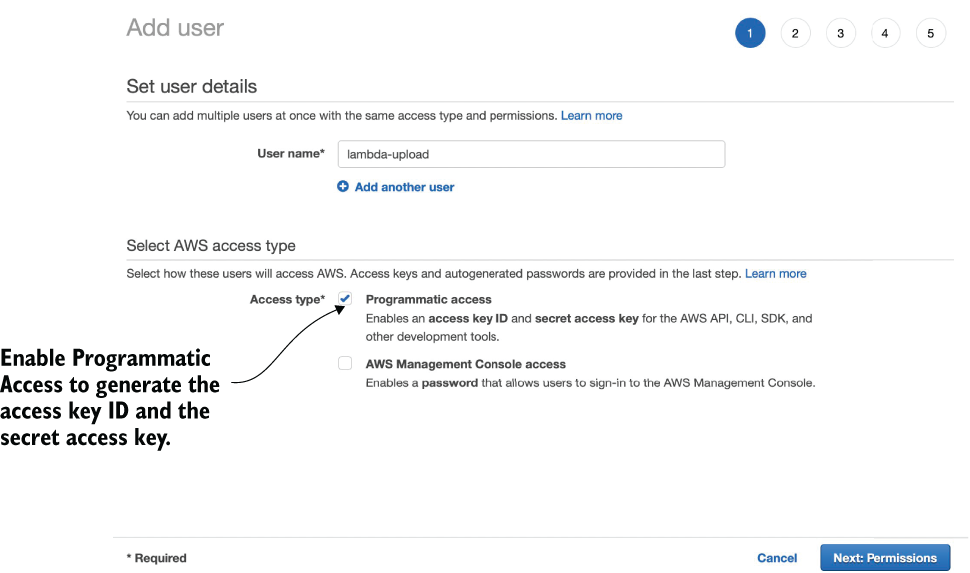 Add user
1 2 3 4 5
Set user details
You can add multiple users at once with the same access type and permissions. Learn more
User name* lambda-upload
Add another user
Select AWS access type
Select how these users will access AWS. Access keys and autogenerated passwords are provided in the last step. Learn more
Access type* Programmatic access
Enables an access key ID and secret access key for the AWS API, CLI, SDK, and
other development tools.
AWS Management Console access
Enables a password that allows users to sign-in to the AWS Management Console.
Enable Programmatic
Access to generate the
access key ID and the
secret access key.
* Required
Cancel
Next: Permissions